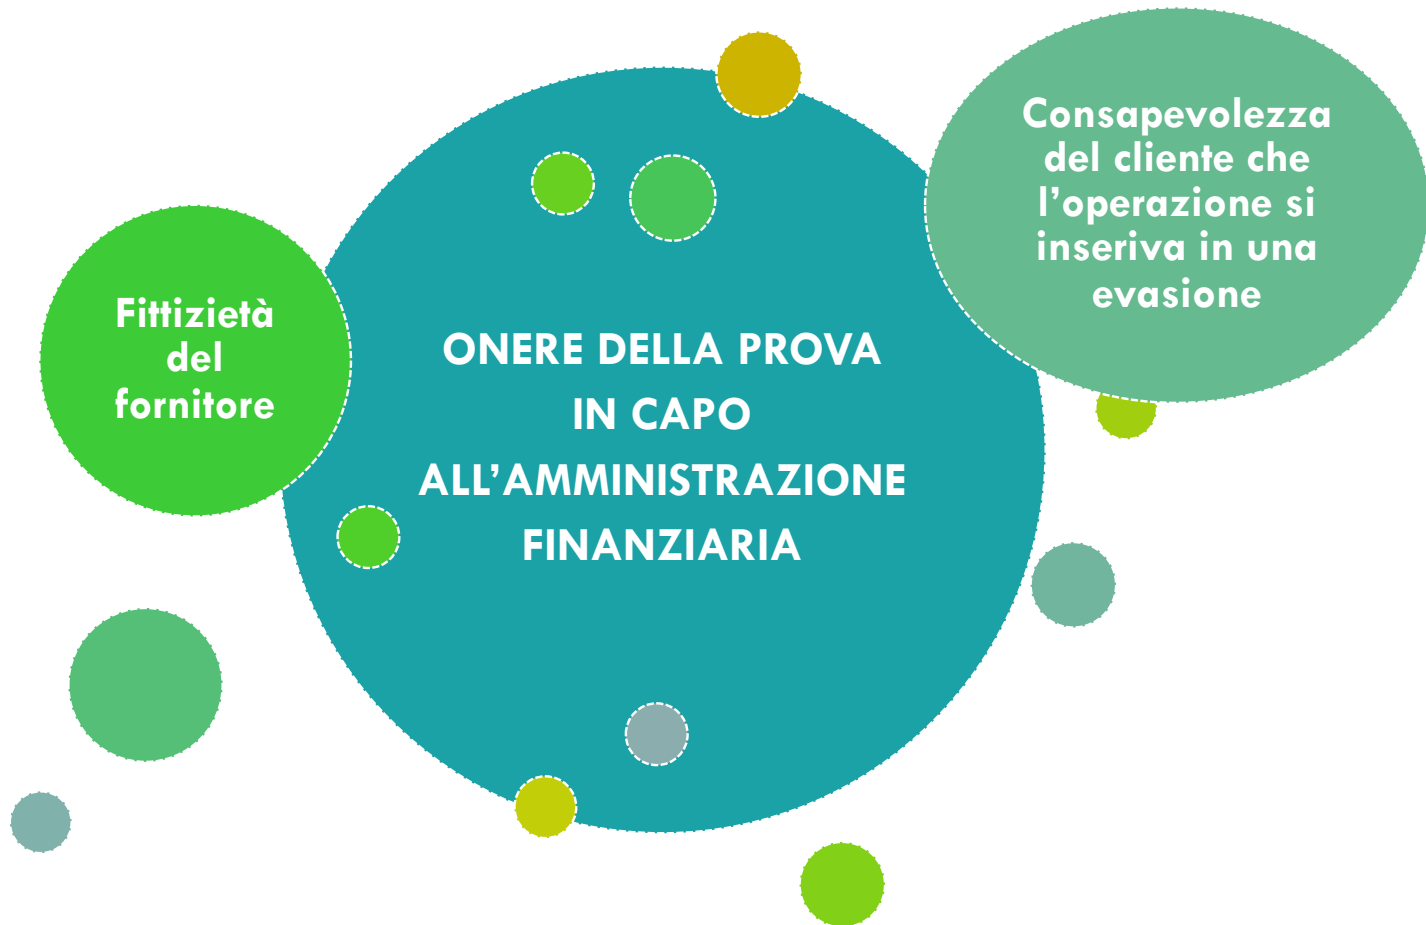 Fittizietà
del
fornitore
ONERE DELLA PROVA
IN CAPO
ALL’AMMINISTRAZIONE
FINANZIARIA
Consapevolezza
del cliente che
l’operazione si
inseriva in una
evasione